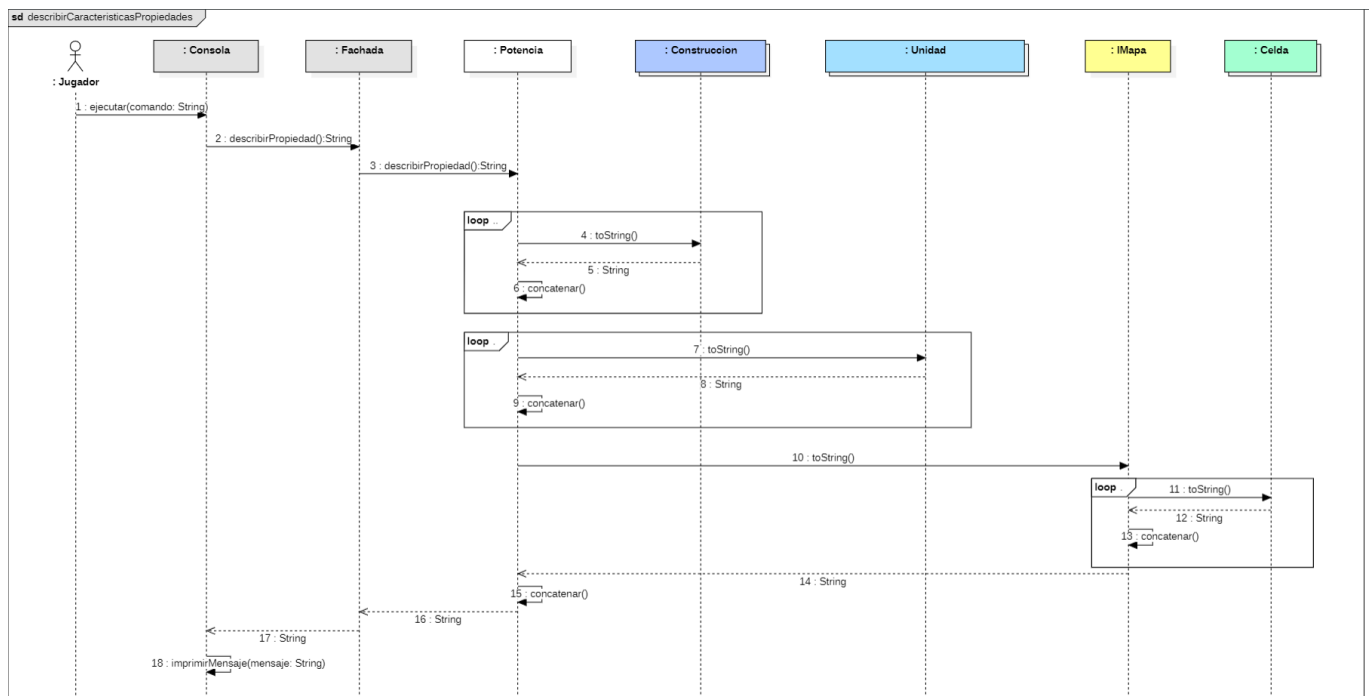 sd describirCaracteristicasPropiedades
: Jugador
: Consola
: Fachada
: Potencia
: Construccion
: Unidad
: IMapa
: Celda
1 : ejecutar(comando: String)
2 : describirPropiedad():String
3 : describirPropiedad():String
loop ..
4 : toString()
5 : String
6 : concatenar()
loop .
7 : toString()
8 : String
9 : concatenar()
10 : toString()
loop .
11 : toString()
12 : String
13 : concatenar()
14 : String
15 : concatenar()
16 : String
17 : String
18 : imprimirMensaje(mensaje: String)